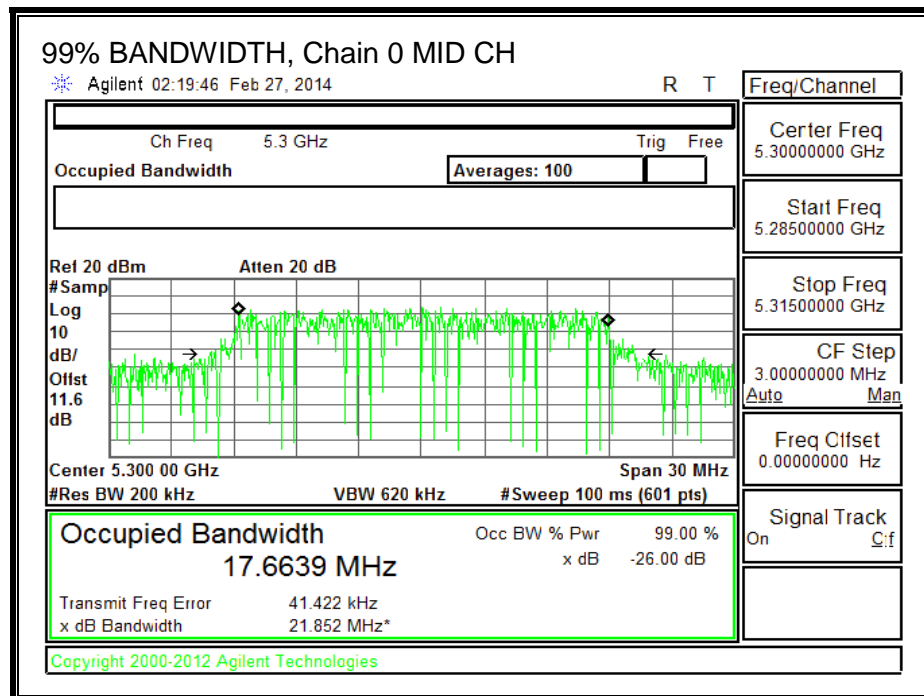 99% BANDWIDTH, Chain 0 MID CH
Agilent 02:19:46 Feb 27, 2014 R T
Ch Freq 5.3 GHz Trig Free
Occupied Bandwidth Averages: 100
Ref 20 dBm Atten 20 dB
#Samp
Log
10
dB/
Offst
11.6
dB
Center 5.300 00 GHz Span 30 MHz
#Res BW 200 kHz VBW 620 kHz #Sweep 100 ms (601 pts)
Occupied Bandwidth Occ BW % Pwr 99.00 %
17.6639 MHz x dB -26.00 dB
Transmit Freq Error 41.422 kHz
x dB Bandwidth 21.852 MHz*
Copyright 2000-2012 Agilent Technologies
Freq/Channel
Center Freq
5.30000000 GHz
Start Freq
5.28500000 GHz
Stop Freq
5.31500000 GHz
CF Step
3.00000000 MHz
Auto Man
Freq Offset
0.00000000 Hz
Signal Track
On Off